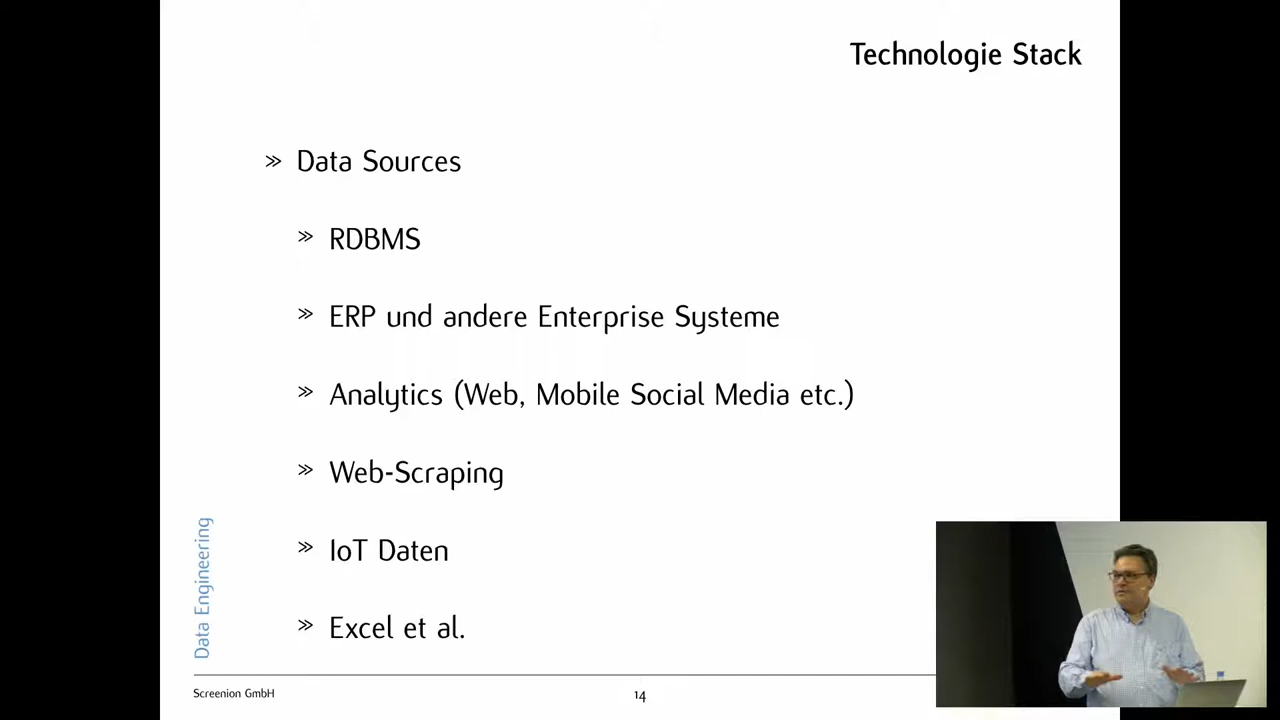 Technologie Stack
» Data Sources
» RDBMS
» ERP und andere Enterprise Systeme
» Analytics (Web, Mobile Social Media etc.)
» Web-Scraping
» IoT Daten
» Excel et al.
Data Engineering
Screenion GmbH
14